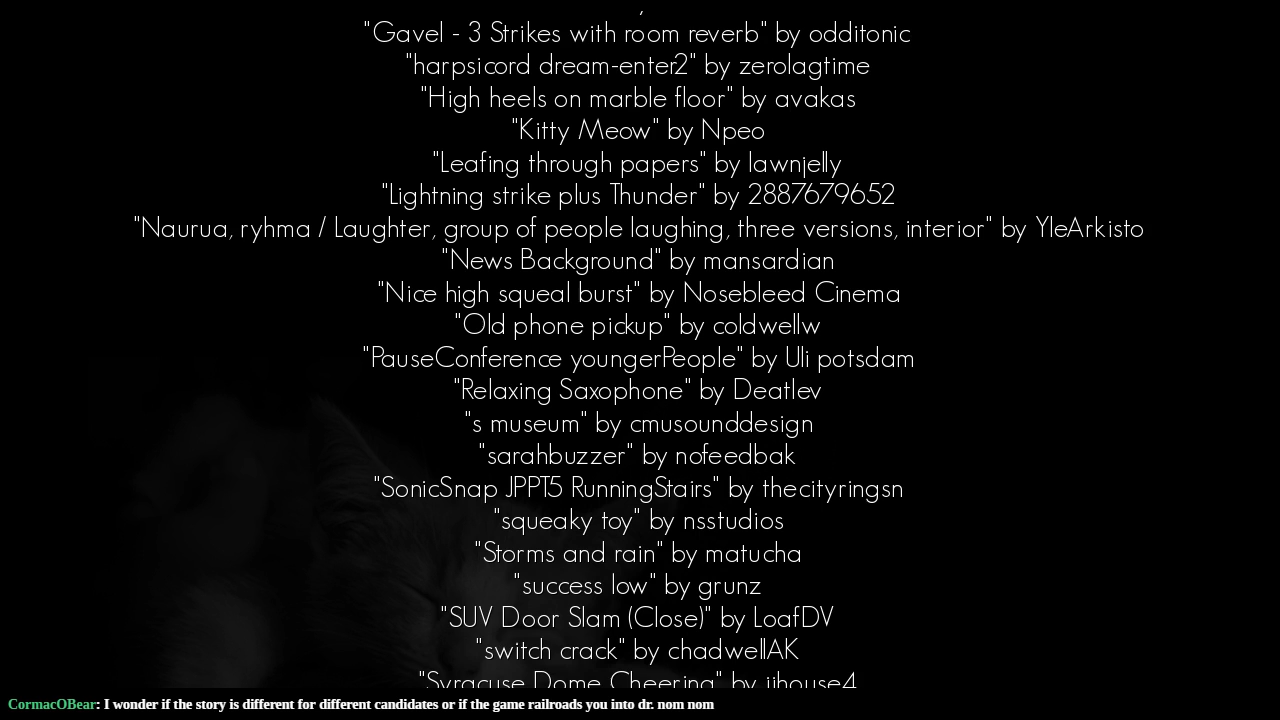 "Gavel - 3 Strikes with room reverb" by odditonic
"harpsicord dream-enter2" by zerolagtime
"High heels on marble floor" by avakas
"Kitty Meow" by Npeo
"Leafing through papers" by lawnjelly
"Lightning strike plus Thunder" by 2887679652
"Naurua, ryhma / Laughter, group of people laughing, three versions, interior" by YleArkisto
"News Background" by mansardian
"Nice high squeal burst" by Nosebleed Cinema
"Old phone pickup" by coldwellw
"PauseConference youngerPeople" by Uli potsdam
"Relaxing Saxophone" by Deatlev
"s museum" by cmusounddesign
"sarahbuzzer" by nofeedbak
"SonicSnap JPPT5 RunningStairs" by thecityringsn
"squeaky toy" by nsstudios
"Storms and rain" by matucha
"success low" by grunz
"SUV Door Slam (Close)" by LoafDV
"switch crack" by chadwellAK
"Syracuse Dome Cheering" by jjhouse4
CormacOBear: I wonder if the story is different for different candidates or if the game railroads you into dr. nom nom